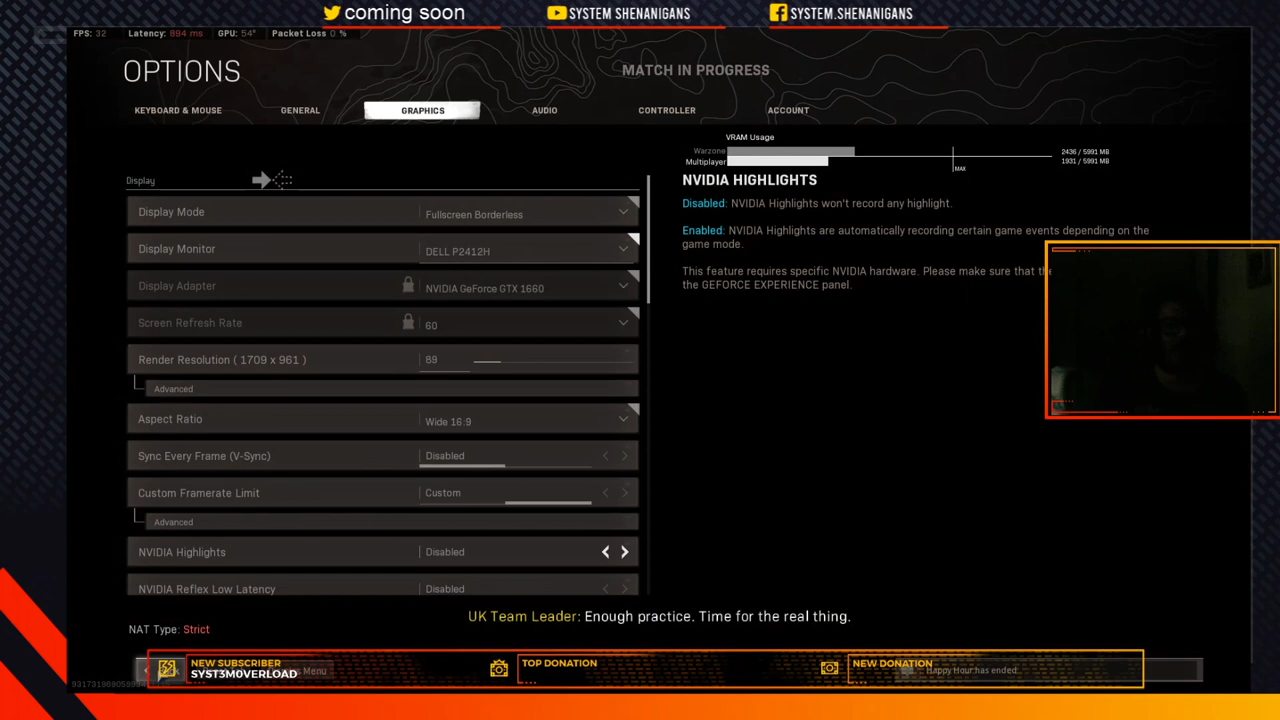 coming soon
SYSTEM SHENANIGANS
SYSTEM.SHENANIGANS
FPS: 32 Latency: 894 ms GPU: 54° Packet Loss 0 %
OPTIONS
MATCH IN PROGRESS
KEYBOARD & MOUSE GENERAL GRAPHICS AUDIO CONTROLLER ACCOUNT
VRAM Usage
Warzone 2436 / 5991 MB
Multiplayer 1931 / 5991 MB
MAX
Display
Display Mode Fullscreen Borderless
Display Monitor DELL P2412H
Display Adapter NVIDIA GeForce GTX 1660
Screen Refresh Rate 60
Render Resolution ( 1709 x 961 ) 89
Advanced
Aspect Ratio Wide 16:9
Sync Every Frame (V-Sync) Disabled
Custom Framerate Limit Custom
Advanced
NVIDIA Highlights Disabled
NVIDIA Reflex Low Latency Disabled
NVIDIA HIGHLIGHTS
Disabled: NVIDIA Highlights won't record any highlight.
Enabled: NVIDIA Highlights are automatically recording certain game events depending on the
game mode.
This feature requires specific NVIDIA hardware. Please make sure that the
the GEFORCE EXPERIENCE panel.
UK Team Leader: Enough practice. Time for the real thing.
NAT Type: Strict
NEW SUBSCRIBER
SYST3M0VERLOAD
Menu
TOP DONATION
NEW DONATION
Happy Hour has ended.